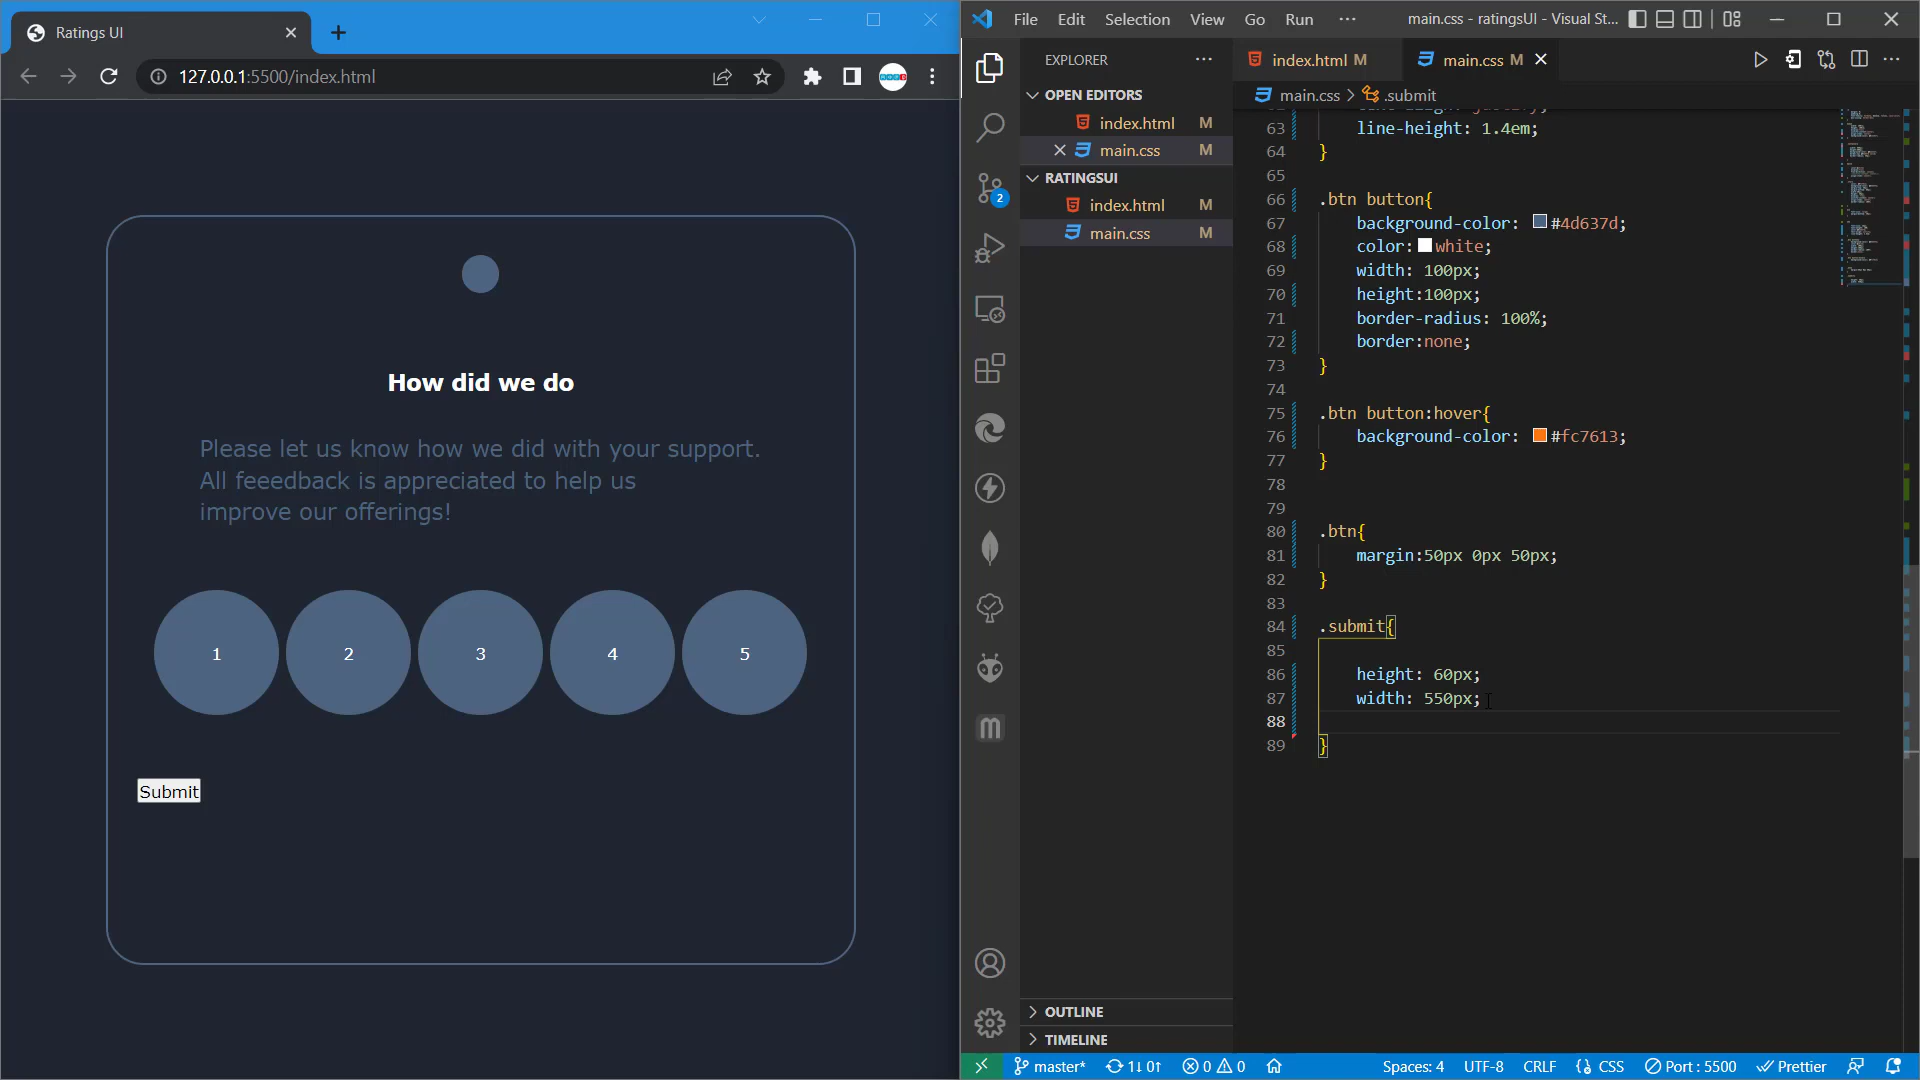 Ratings UI
127.0.0.1:5500/index.html
How did we do
Please let us know how we did with your support.
All feeedback is appreciated to help us
improve our offerings!
1 2 3 4 5
Submit
File Edit Selection View Go Run ···
main.css - ratingsUI - Visual St...
EXPLORER
OPEN EDITORS
index.html M
main.css M
RATINGSUI
index.html M
main.css M
OUTLINE
TIMELINE
2
index.html M
main.css M
main.css > .submit
63 line-height: 1.4em;
64 }
65
66 .btn button{
67 background-color: #4d637d;
68 color: white;
69 width: 100px;
70 height:100px;
71 border-radius: 100%;
72 border:none;
73 }
74
75 .btn button:hover{
76 background-color: #fc7613;
77 }
78
79
80 .btn{
81 margin:50px 0px 50px;
82 }
83
84 .submit{
85
86 height: 60px;
87 width: 550px;
88
89 }
master* 1↓ 0↑ 0 0
Spaces: 4 UTF-8 CRLF {} CSS Port : 5500 Prettier